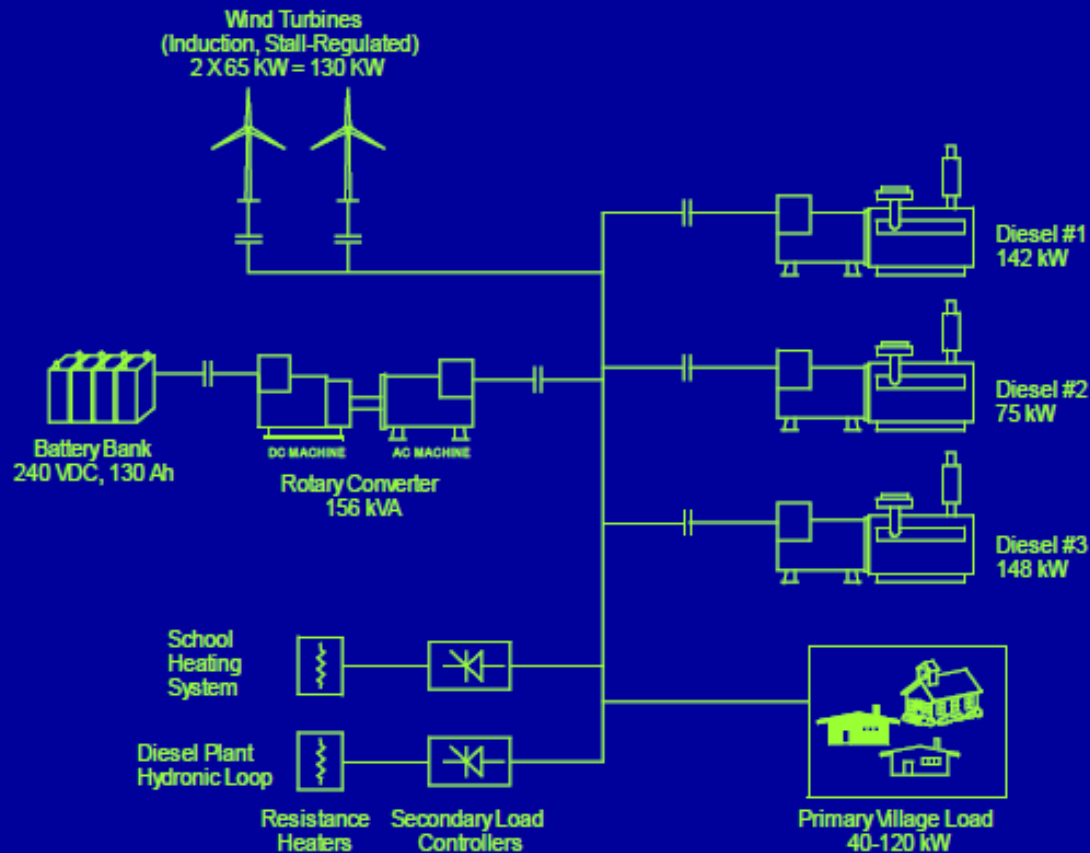 Wind Turbines
(Induction, Stall-Regulated)
2 X 65 KW = 130 KW
Diesel #1
142 kW
Diesel #2
75 kW
Battery Bank
240 VDC, 130 Ah
DC MACHINE
AC MACHINE
Rotary Converter
156 kVA
Diesel #3
148 kW
School
Heating
System
Diesel Plant
Hydronic Loop
Resistance
Heaters
Secondary Load
Controllers
Primary Village Load
40-120 kW